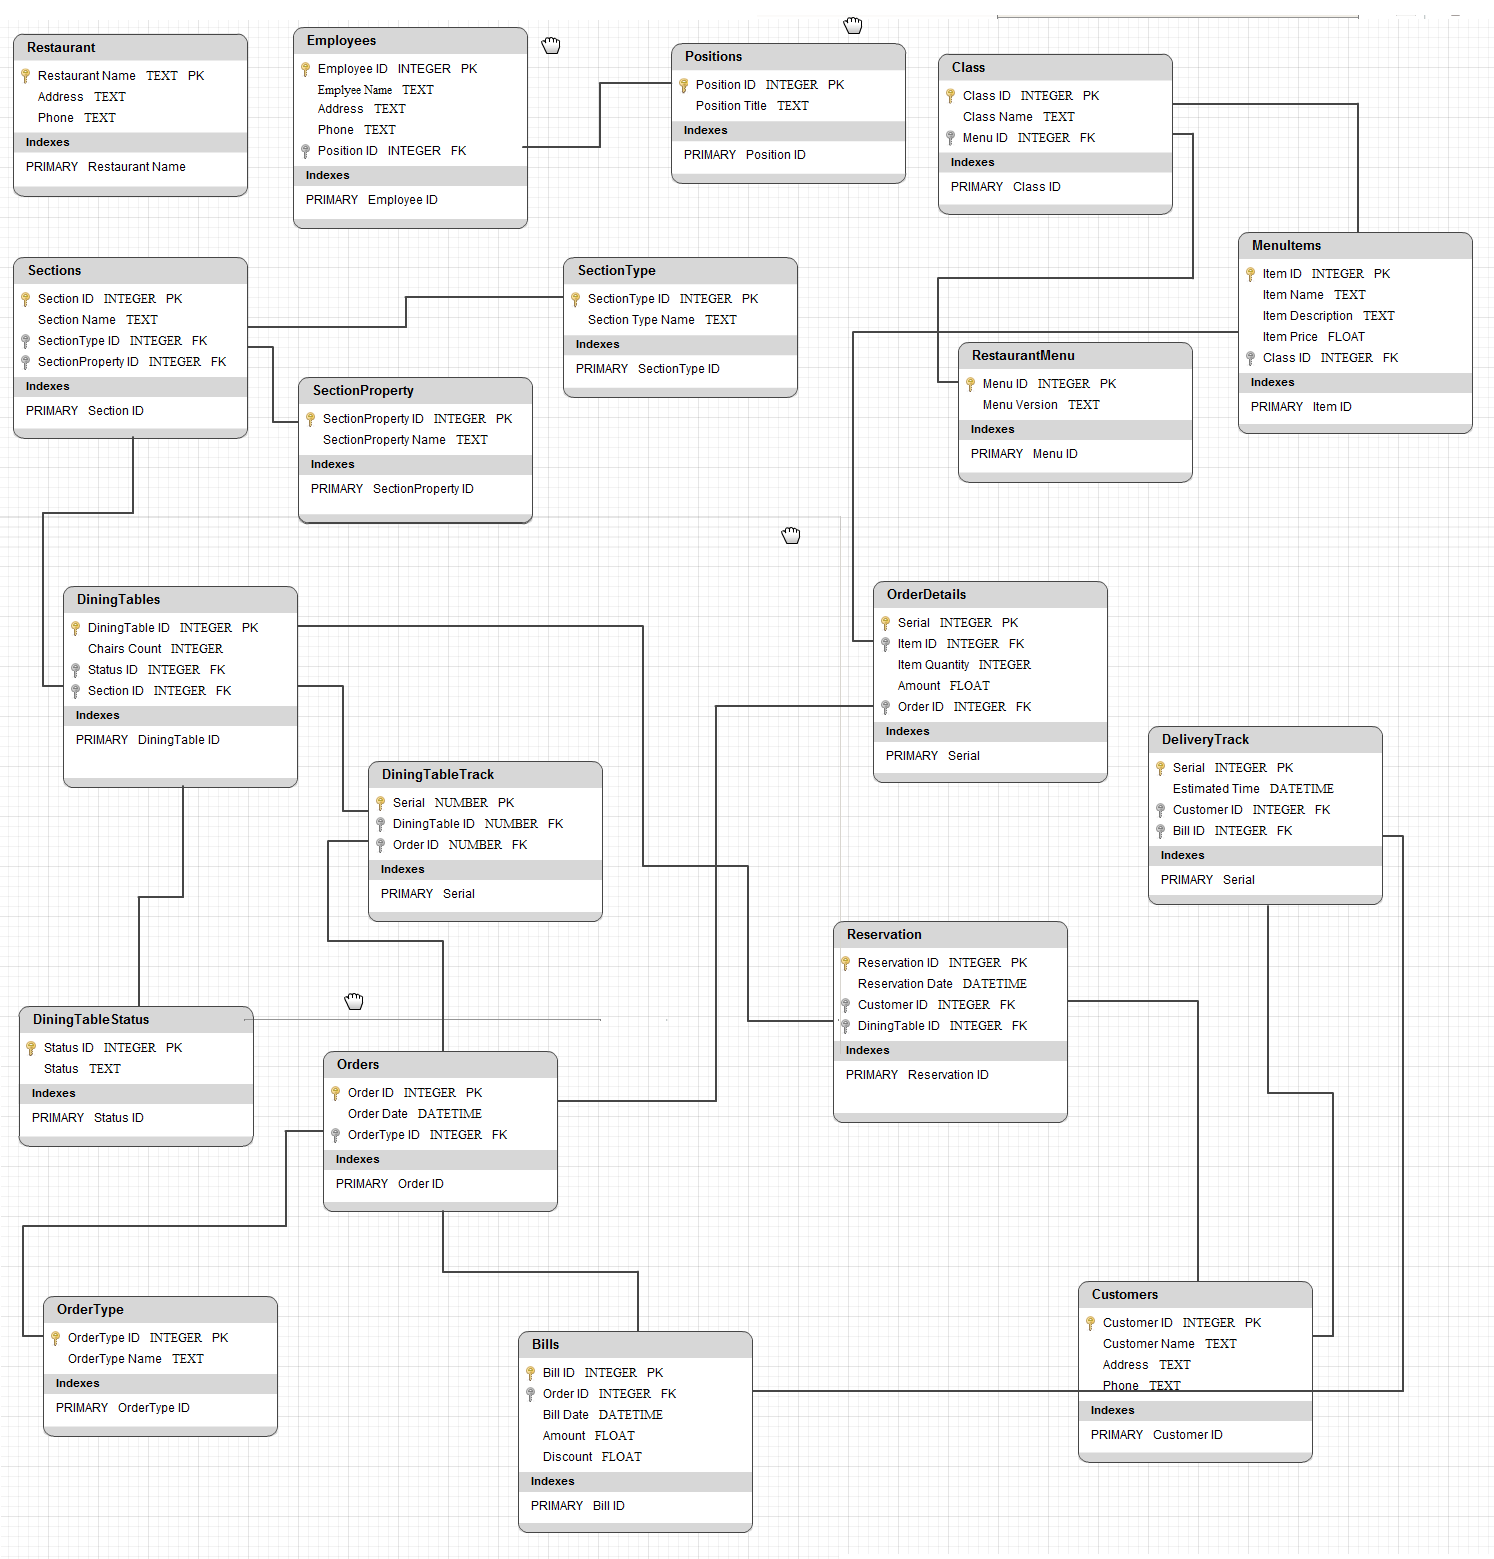 Restaurant
Restaurant Name TEXT PK
Address TEXT
Phone TEXT
Indexes
PRIMARY Restaurant Name
Employees
Employee ID INTEGER PK
Emplyee Name TEXT
Address TEXT
Phone TEXT
Position ID INTEGER FK
Indexes
PRIMARY Employee ID
Positions
Position ID INTEGER PK
Position Title TEXT
Indexes
PRIMARY Position ID
Class
Class ID INTEGER PK
Class Name TEXT
Menu ID INTEGER FK
Indexes
PRIMARY Class ID
MenuItems
Item ID INTEGER PK
Item Name TEXT
Item Description TEXT
Item Price FLOAT
Class ID INTEGER FK
Indexes
PRIMARY Item ID
Sections
Section ID INTEGER PK
Section Name TEXT
SectionType ID INTEGER FK
SectionProperty ID INTEGER FK
Indexes
PRIMARY Section ID
SectionType
SectionType ID INTEGER PK
Section Type Name TEXT
Indexes
PRIMARY SectionType ID
SectionProperty
SectionProperty ID INTEGER PK
SectionProperty Name TEXT
Indexes
PRIMARY SectionProperty ID
RestaurantMenu
Menu ID INTEGER PK
Menu Version TEXT
Indexes
PRIMARY Menu ID
DiningTables
DiningTable ID INTEGER PK
Chairs Count INTEGER
Status ID INTEGER FK
Section ID INTEGER FK
Indexes
PRIMARY DiningTable ID
OrderDetails
Serial INTEGER PK
Item ID INTEGER FK
Item Quantity INTEGER
Amount FLOAT
Order ID INTEGER FK
Indexes
PRIMARY Serial
DiningTableTrack
Serial NUMBER PK
DiningTable ID NUMBER FK
Order ID NUMBER FK
Indexes
PRIMARY Serial
DeliveryTrack
Serial INTEGER PK
Estimated Time DATETIME
Customer ID INTEGER FK
Bill ID INTEGER FK
Indexes
PRIMARY Serial
Reservation
Reservation ID INTEGER PK
Reservation Date DATETIME
Customer ID INTEGER FK
DiningTable ID INTEGER FK
Indexes
PRIMARY Reservation ID
DiningTableStatus
Status ID INTEGER PK
Status TEXT
Indexes
PRIMARY Status ID
Orders
Order ID INTEGER PK
Order Date DATETIME
OrderType ID INTEGER FK
Indexes
PRIMARY Order ID
OrderType
OrderType ID INTEGER PK
OrderType Name TEXT
Indexes
PRIMARY OrderType ID
Bills
Bill ID INTEGER PK
Order ID INTEGER FK
Bill Date DATETIME
Amount FLOAT
Discount FLOAT
Indexes
PRIMARY Bill ID
Customers
Customer ID INTEGER PK
Customer Name TEXT
Address TEXT
Phone TEXT
Indexes
PRIMARY Customer ID